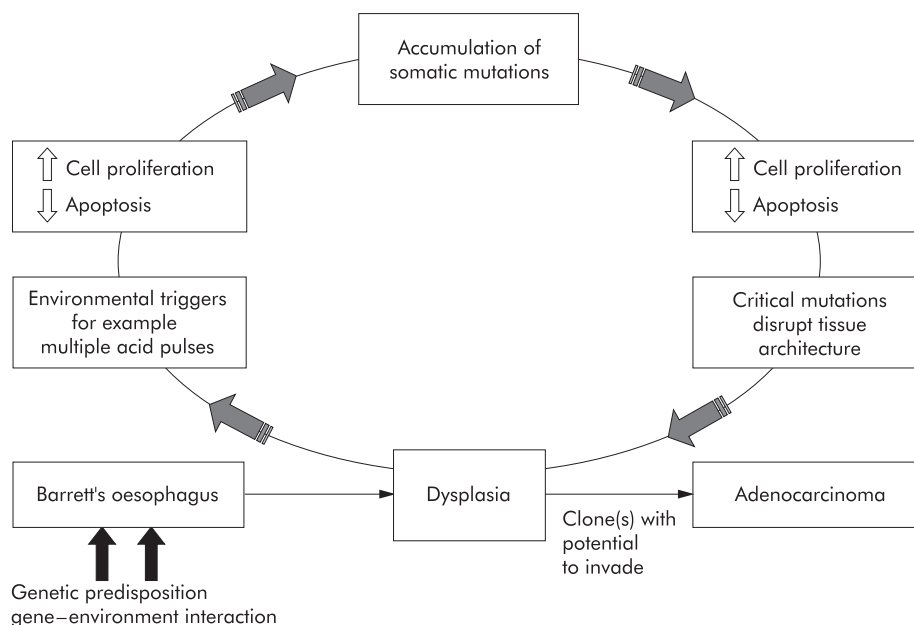 Accumulation of
somatic mutations
Cell proliferation
Apoptosis
Cell proliferation
Apoptosis
Environmental triggers
for example
multiple acid pulses
Critical mutations
disrupt tissue
architecture
Barrett's oesophagus
Dysplasia
Adenocarcinoma
Clone(s) with
potential
to invade
Genetic predisposition
gene–environment interaction